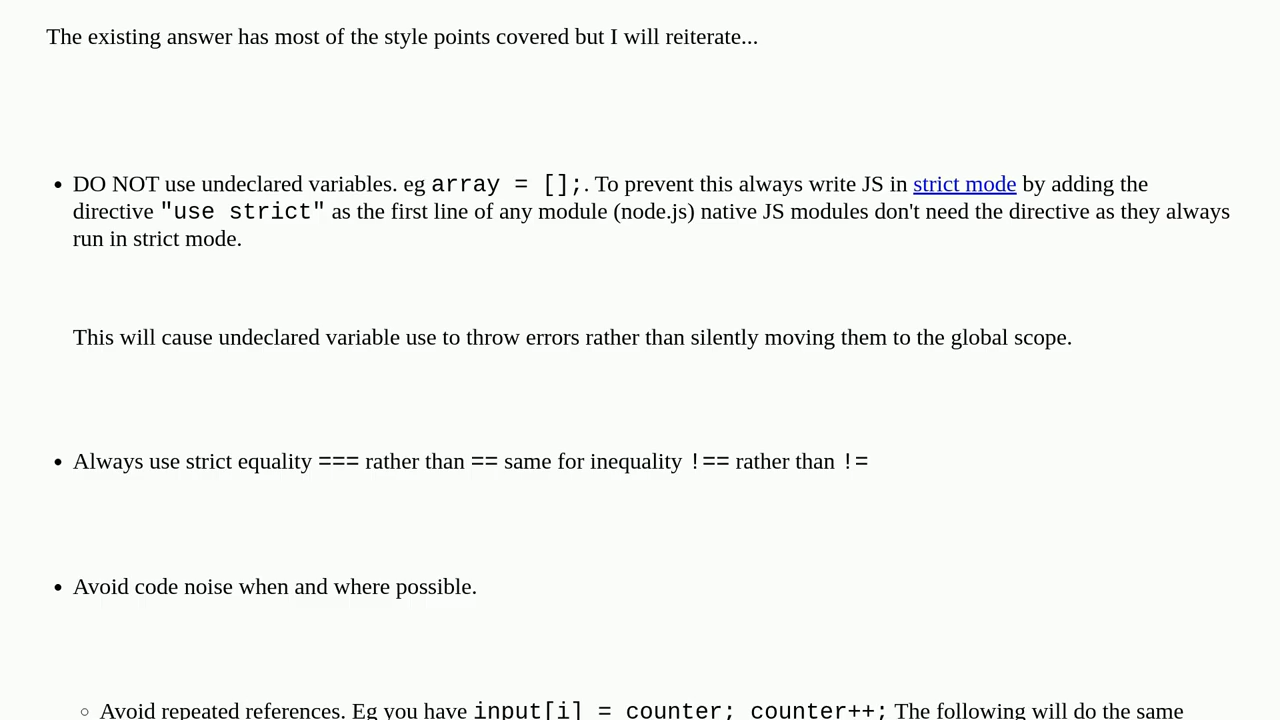 The existing answer has most of the style points covered but I will reiterate...
DO NOT use undeclared variables. eg array = [];. To prevent this always write JS in strict mode by adding the
directive "use strict" as the first line of any module (node.js) native JS modules don't need the directive as they always
run in strict mode.
This will cause undeclared variable use to throw errors rather than silently moving them to the global scope.
Always use strict equality === rather than == same for inequality !== rather than !=
Avoid code noise when and where possible.
Avoid repeated references. Eg you have input[i] = counter; counter++; The following will do the same